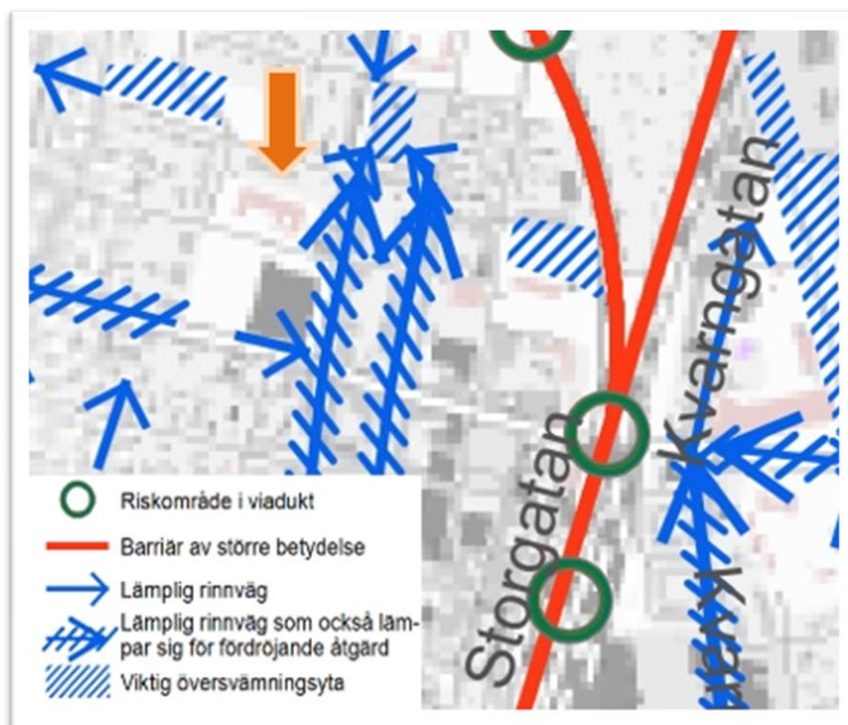 Kvarngatan
Storgatan
Kvarn
Riskområde i viadukt
Barriär av större betydelse
Lämplig rinnväg
Lämplig rinnväg som också läm-
par sig för fördröjande åtgärd
Viktig översvämningsyta